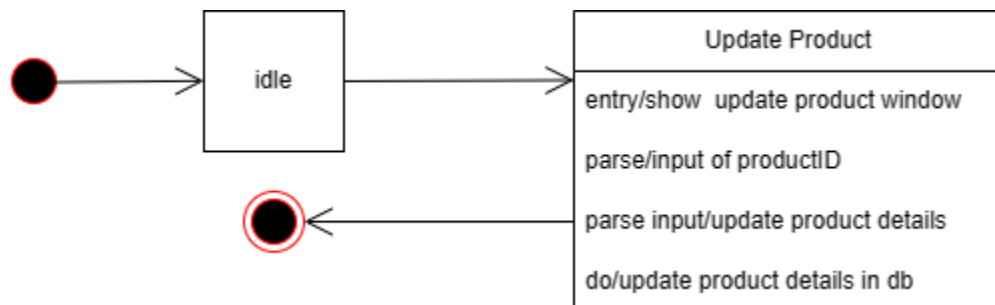 idle
Update Product
entry/show update product window
parse/input of productID
parse input/update product details
do/update product details in db